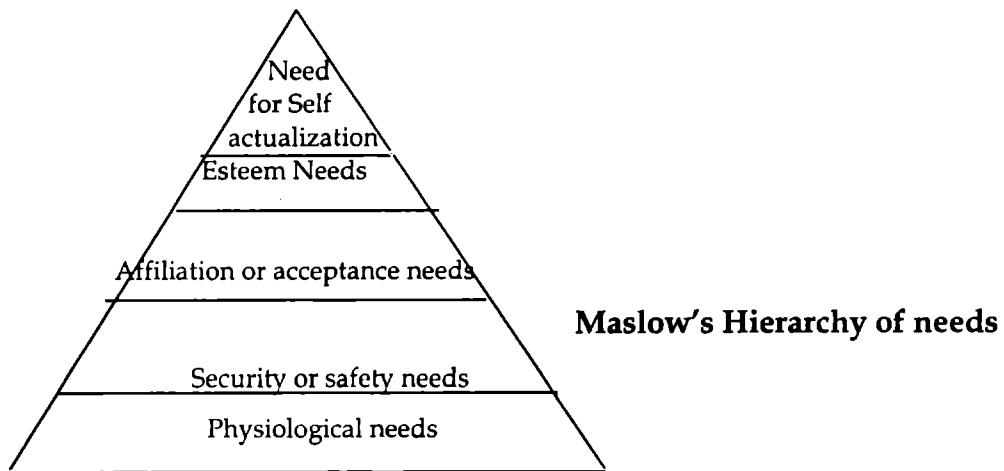 Need
for Self
actualization
Esteem Needs
Affiliation or acceptance needs
Maslow's Hierarchy of needs
Security or safety needs
Physiological needs